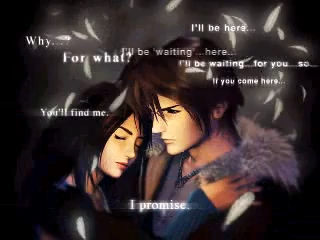 I'll be here...
Why...?
I'll be 'waiting'...here...
For what?
I'll be waiting...for you...so...
If you come here...
You'll find me.
I promise.